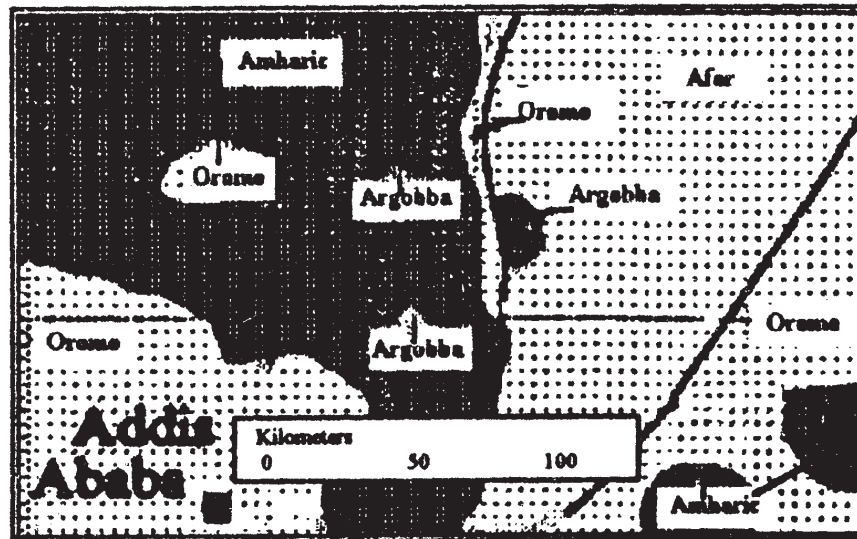 Amharic
Afar
Oromo
Oromo
Argobba
Argobba
Oromo
Argobba
Oromo
Addis
Ababa
Kilometers
0 50 100
Amharic